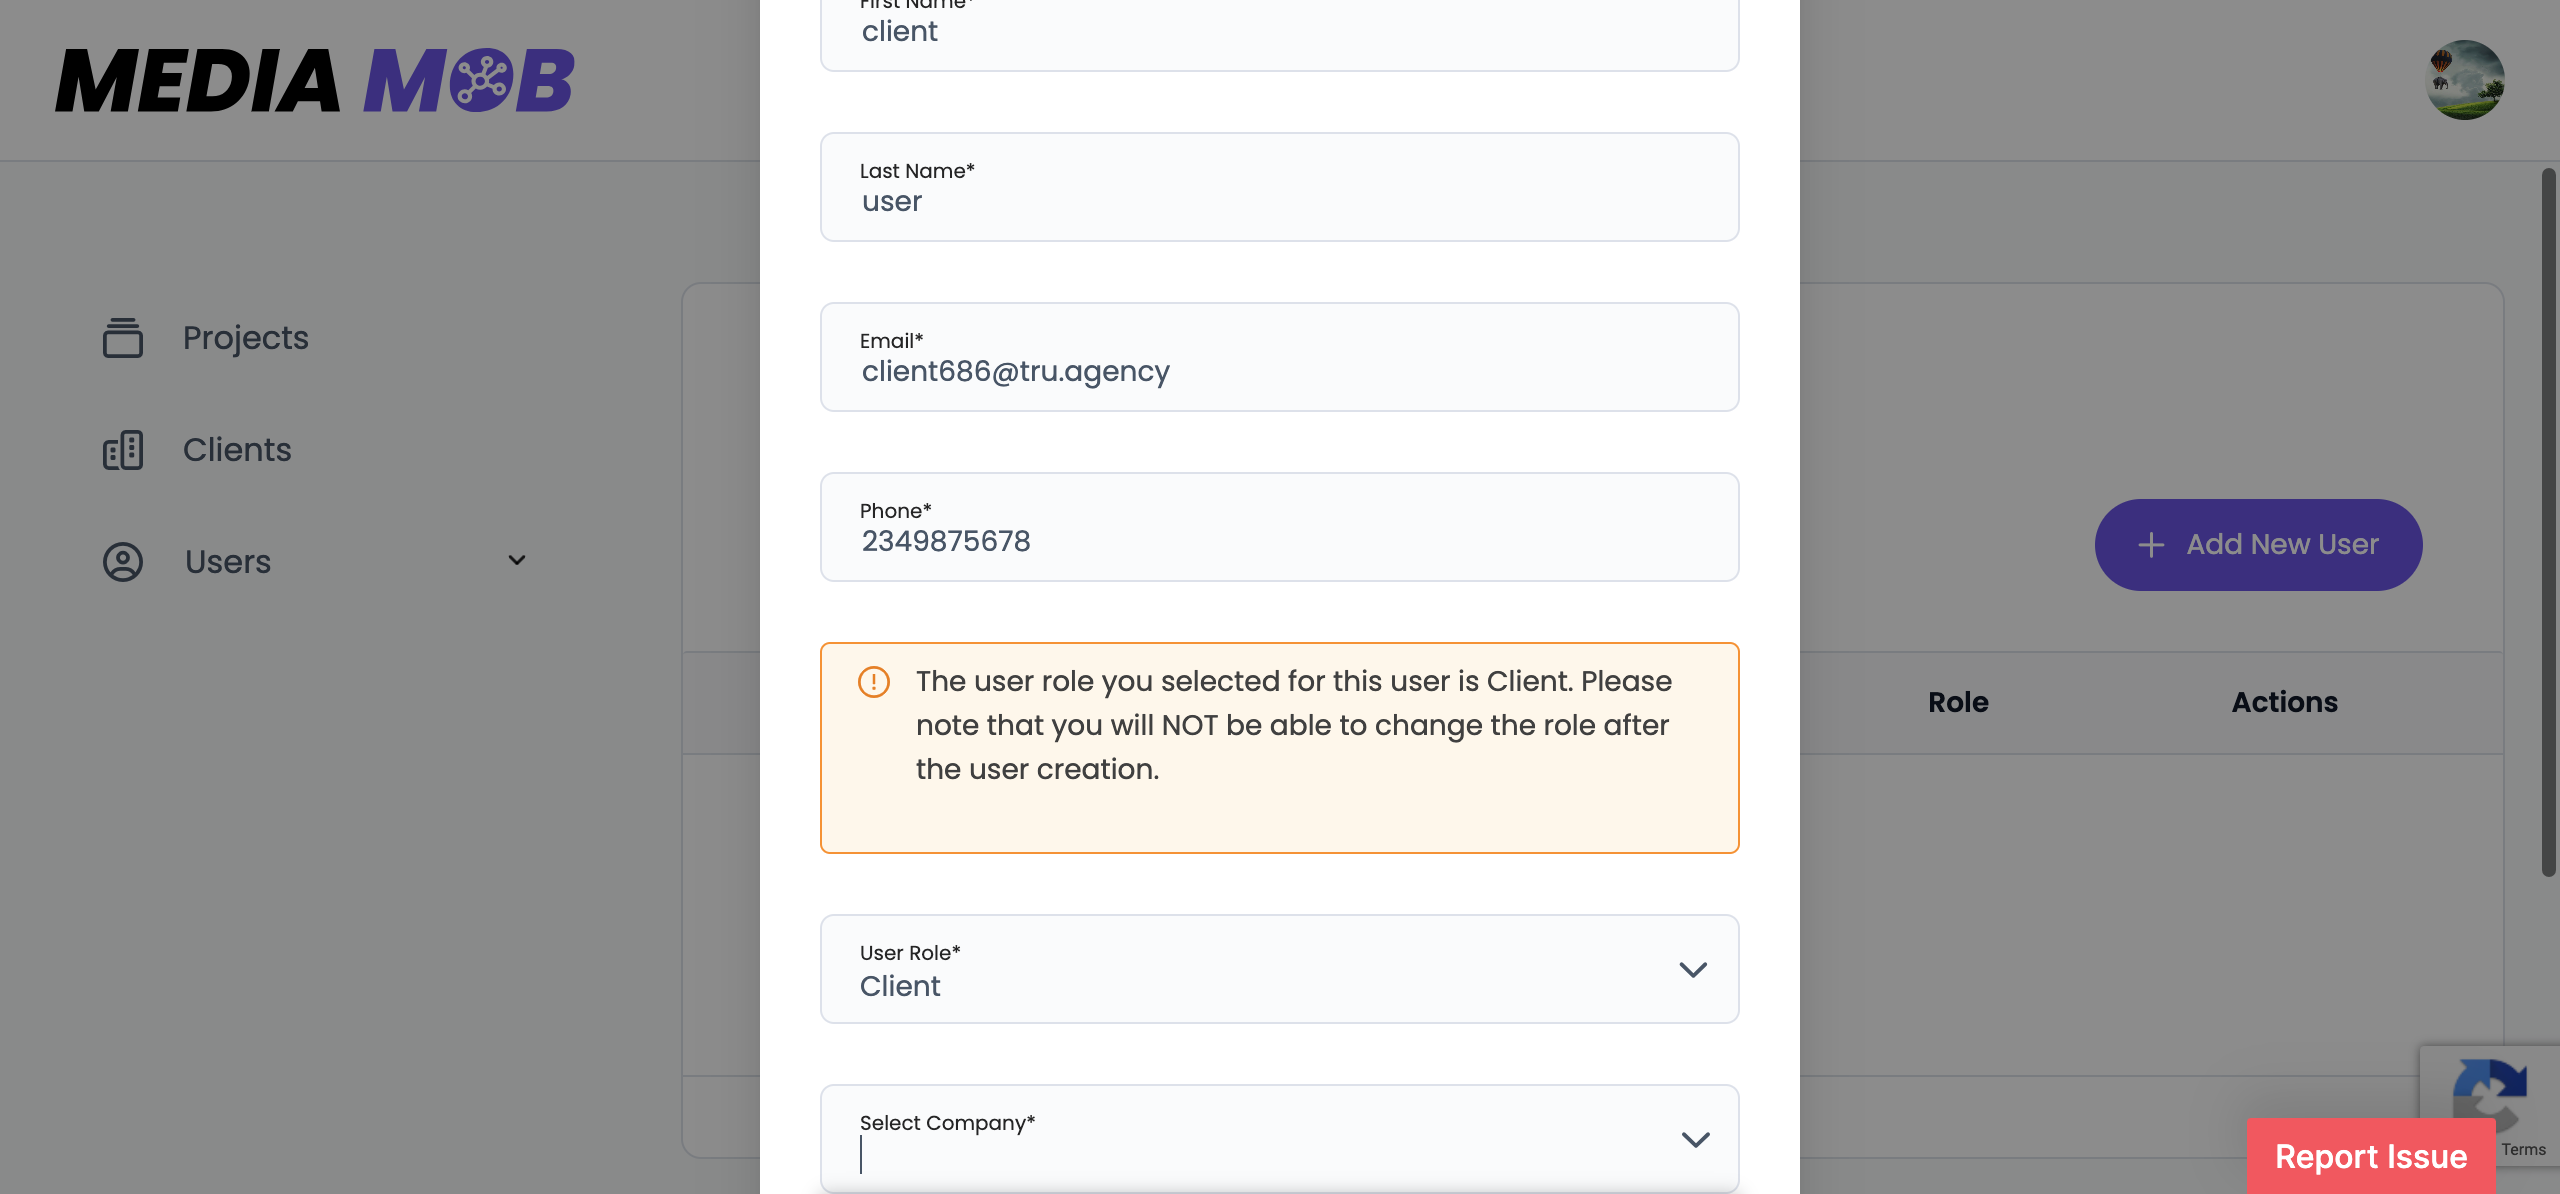 MEDIA MOB
Projects
Clients
Users
First Name*
client
Last Name*
user
Email*
client686@tru.agency
Phone*
2349875678
The user role you selected for this user is Client. Please
note that you will NOT be able to change the role after
the user creation.
User Role*
Client
Select Company*
Add New User
Role
Actions
Terms
Report Issue